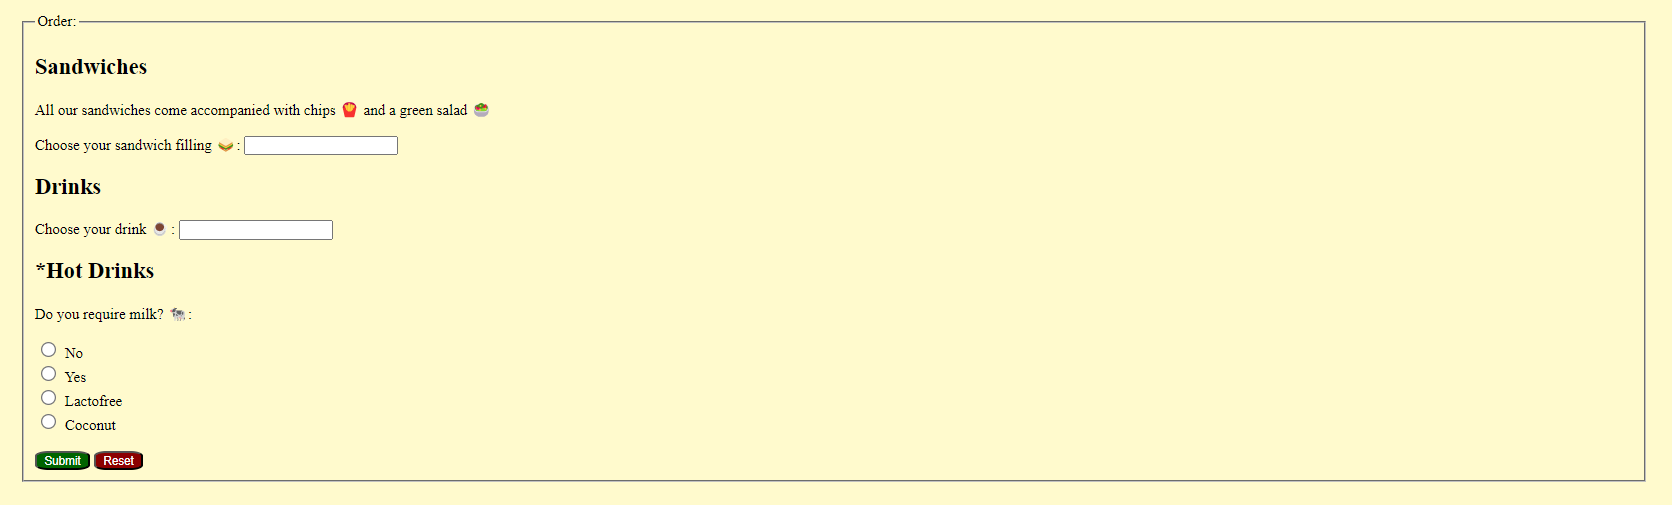 Order:
Sandwiches
All our sandwiches come accompanied with chips 🍟 and a green salad 🥗
Choose your sandwich filling 🥪 :
Drinks
Choose your drink ☕ :
*Hot Drinks
Do you require milk? 🐄 :
No
Yes
Lactofree
Coconut
Submit Reset